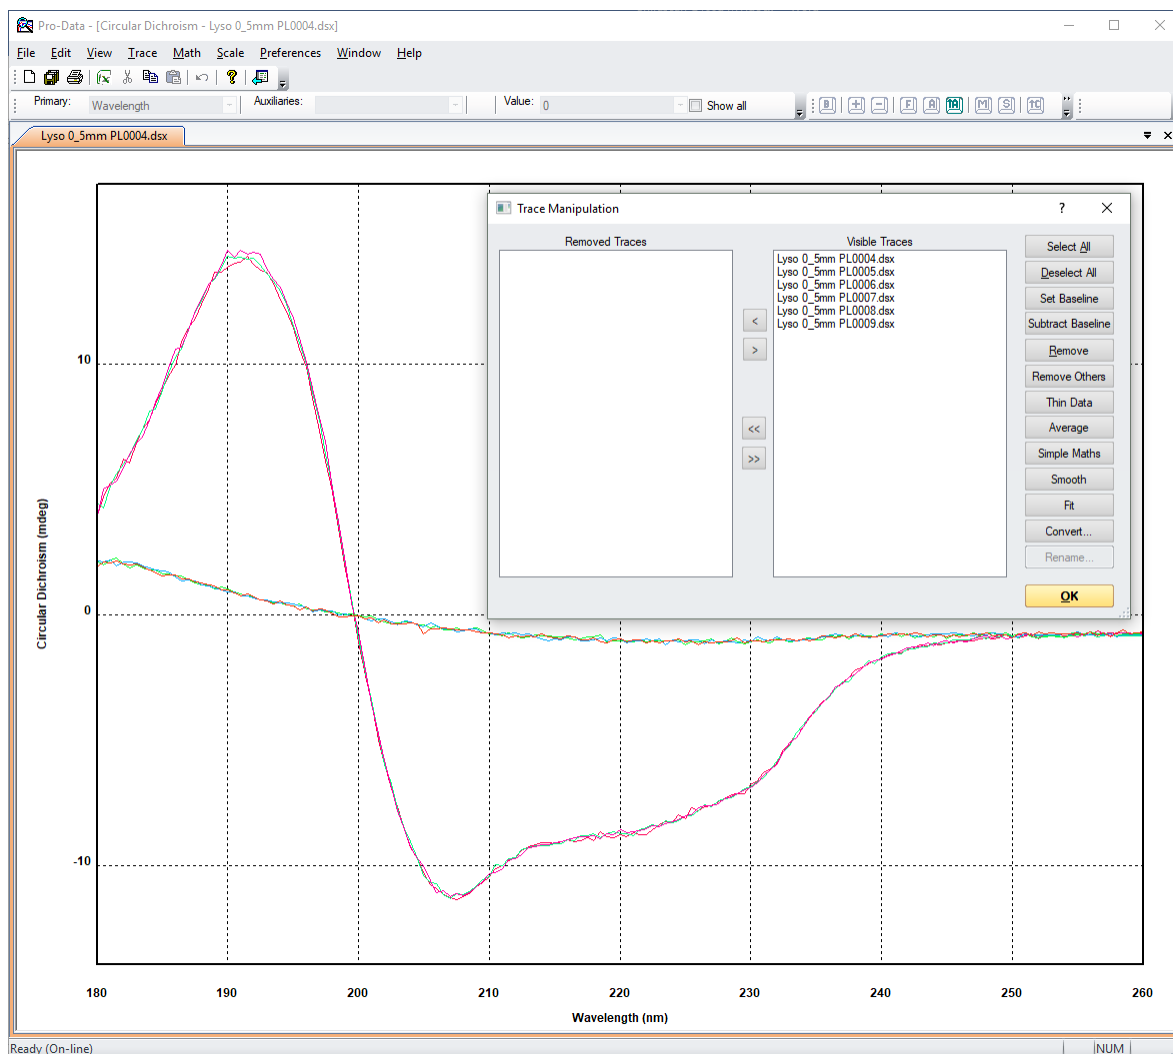 Pro-Data - [Circular Dichroism - Lyso 0_5mm PL0004.dsx]
File Edit View Trace Math Scale Preferences Window Help
Primary: Wavelength Auxiliaries: Value: 0 Show all B F A A M S C
Lyso 0_5mm PL0004.dsx
Trace Manipulation ?
Removed Traces
Visible Traces
Lyso 0_5mm PL0004.dsx
Lyso 0_5mm PL0005.dsx
Lyso 0_5mm PL0006.dsx
Lyso 0_5mm PL0007.dsx
Lyso 0_5mm PL0008.dsx
Lyso 0_5mm PL0009.dsx
<
>
<<
>>
Select All
Deselect All
Set Baseline
Subtract Baseline
Remove
Remove Others
Thin Data
Average
Simple Maths
Smooth
Fit
Convert...
Rename...
OK
Circular Dichroism (mdeg)
10
0
-10
180 190 200 210 220 230 240 250 260
Wavelength (nm)
Ready (On-line) NUM